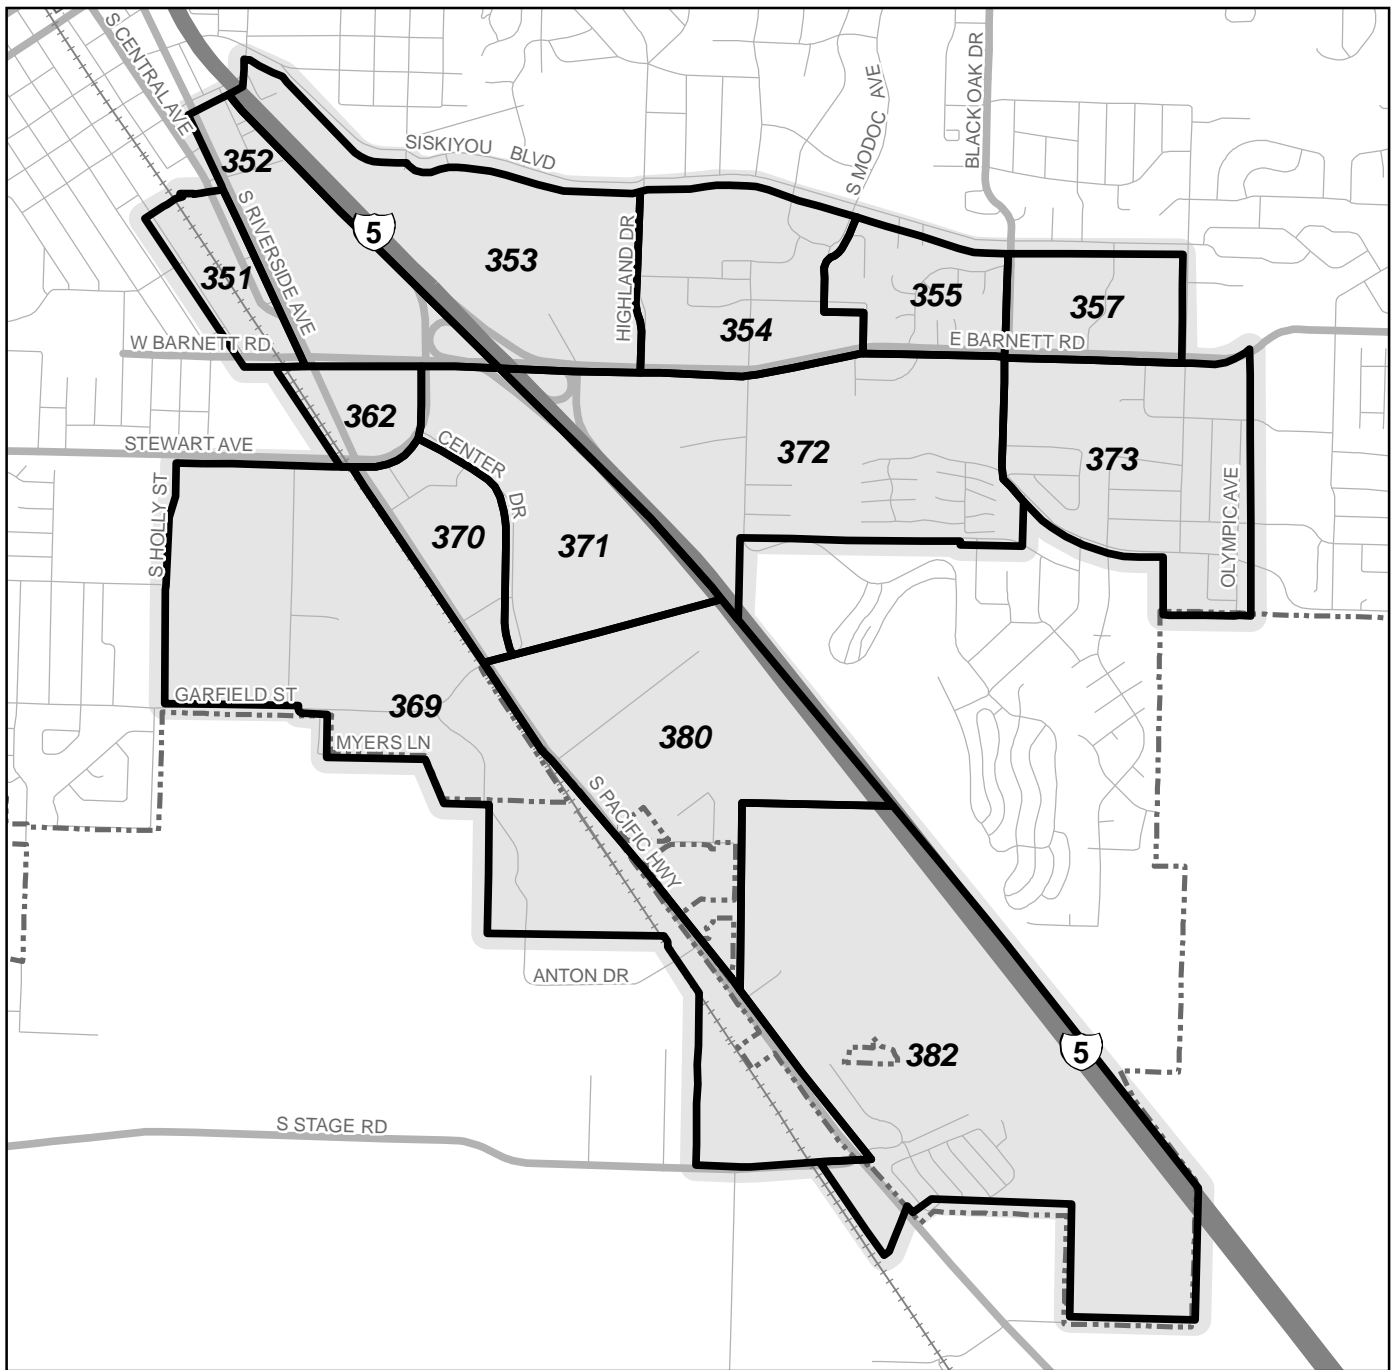 S CENTRAL AVE
BLACK OAK DR
S MODOC AVE
SISKIYOU BLVD
352
S RIVERSIDE AVE
5
353
HIGHLAND DR
351
354
355
357
W BARNETT RD
E BARNETT RD
362
STEWART AVE
CENTER DR
372
373
S HOLLY ST
370
371
OLYMPIC AVE
GARFIELD ST
369
MYERS LN
380
S PACIFIC HWY
ANTON DR
382
5
S STAGE RD